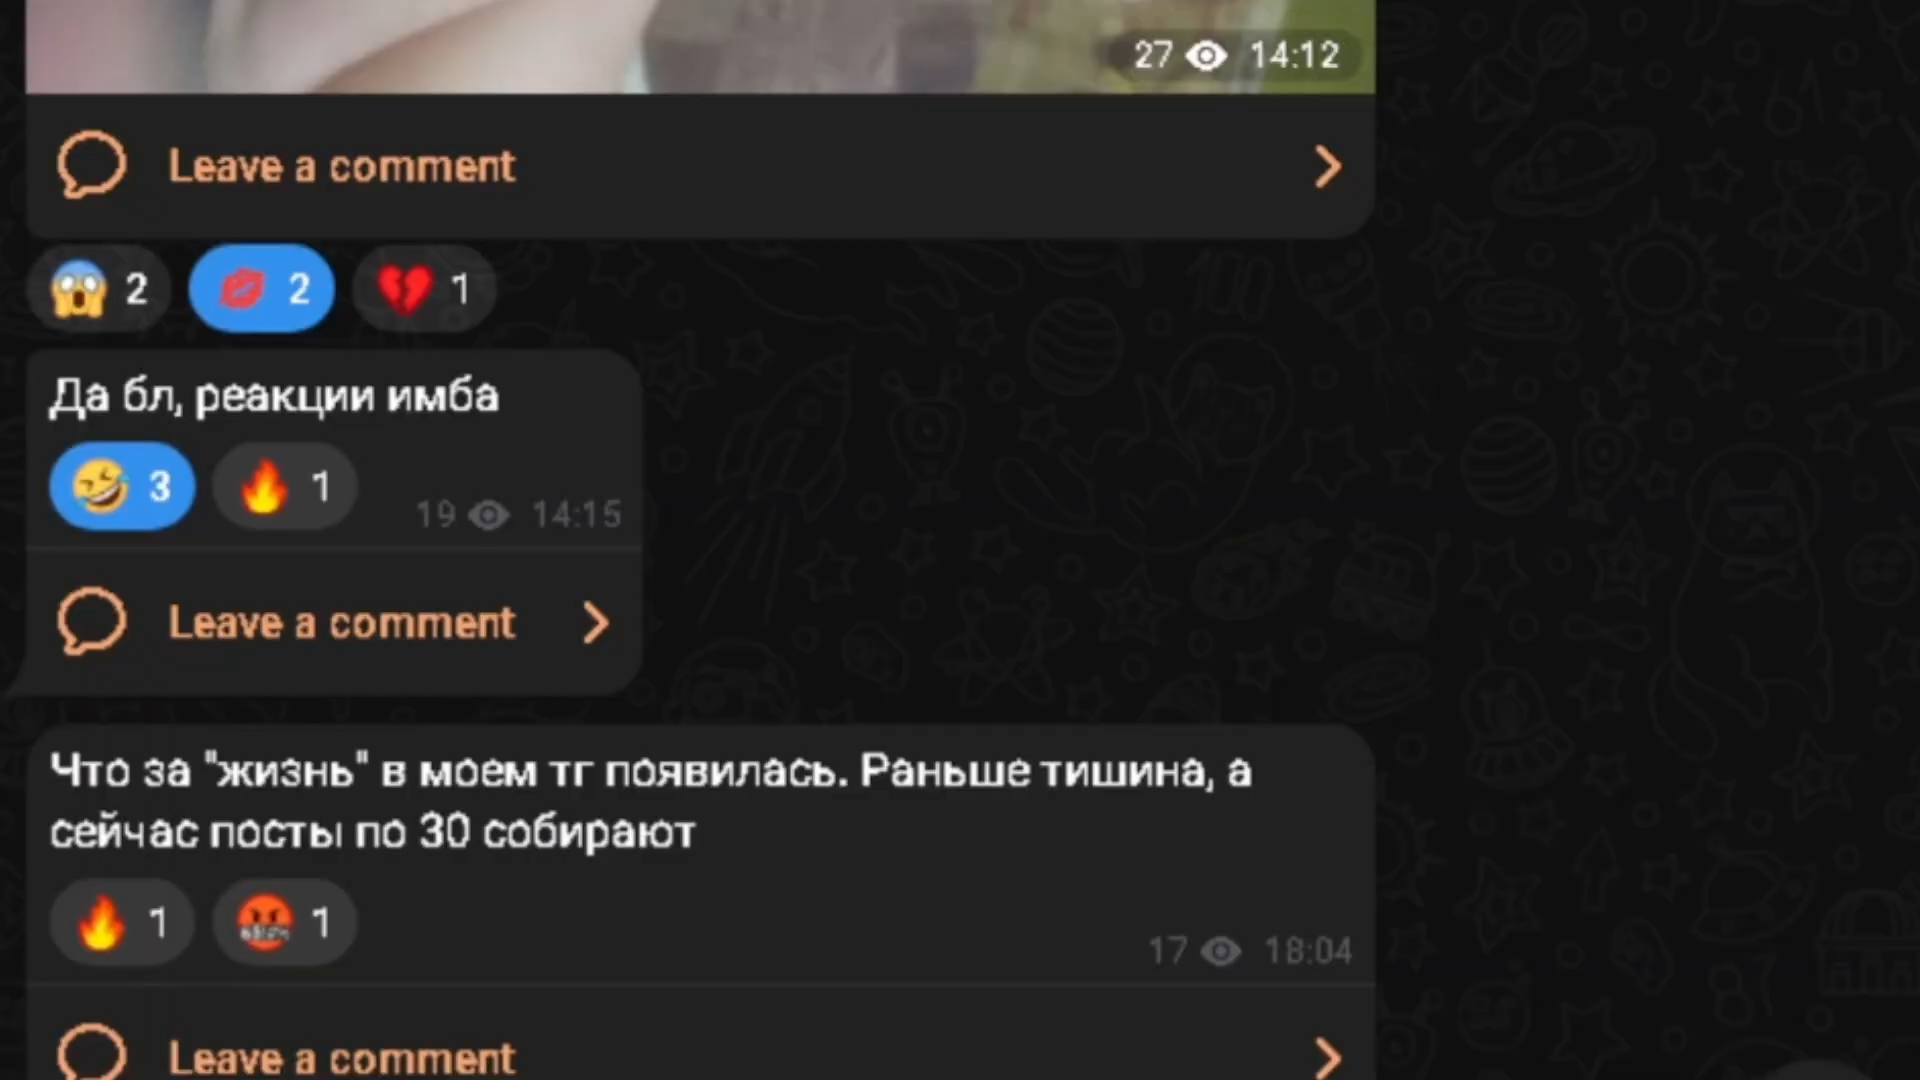 27 14:12
Leave a comment
2 2 1
Да бл, реакции имба
3 1 19 14:15
Leave a comment
Что за "жизнь" в моем тг появилась. Раньше тишина, а
сейчас посты по 30 собирают
1 1 17 18:04
Leave a comment